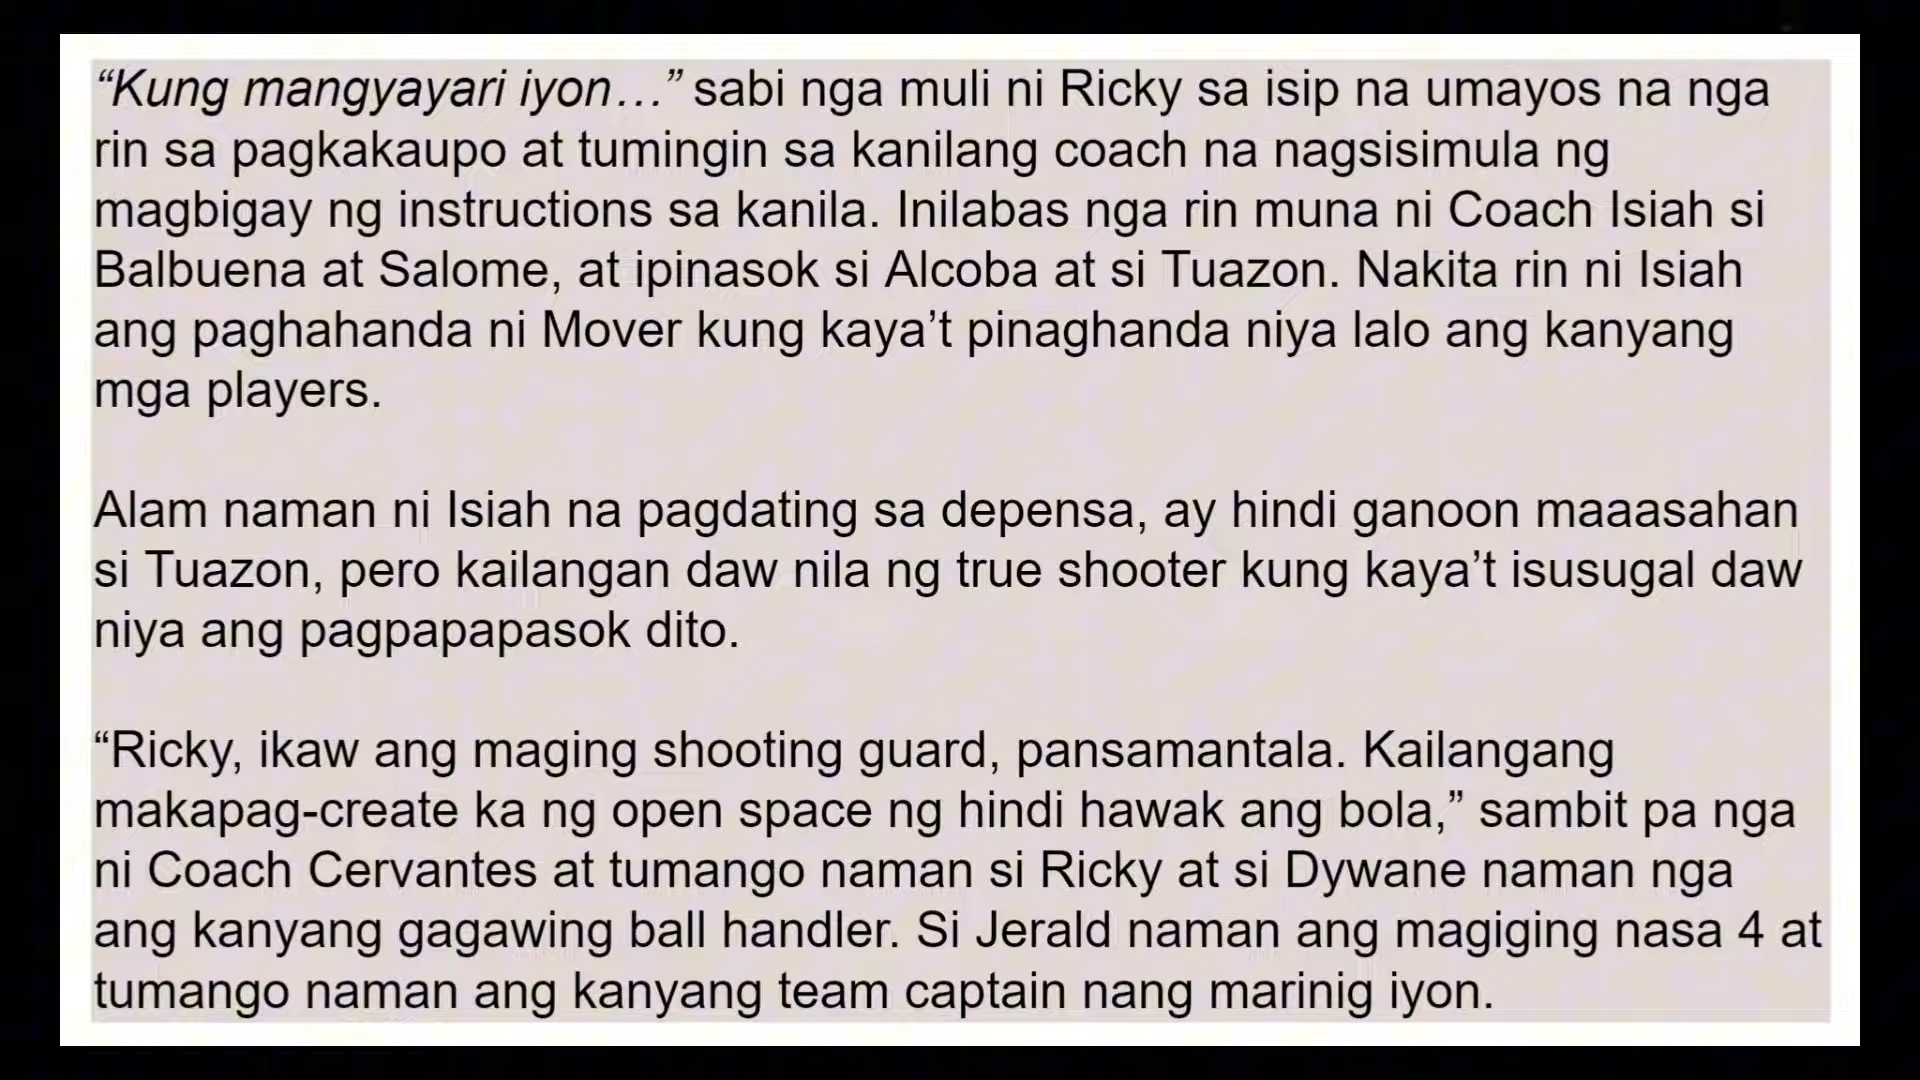 “Kung mangyayari iyon…” sabi nga muli ni Ricky sa isip na umayos na nga
rin sa pagkakaupo at tumingin sa kanilang coach na nagsisimula ng
magbigay ng instructions sa kanila. Inilabas nga rin muna ni Coach Isiah si
Balbuena at Salome, at ipinasok si Alcoba at si Tuazon. Nakita rin ni Isiah
ang paghahanda ni Mover kung kaya’t pinaghanda niya lalo ang kanyang
mga players.
Alam naman ni Isiah na pagdating sa depensa, ay hindi ganoon maaasahan
si Tuazon, pero kailangan daw nila ng true shooter kung kaya’t isusugal daw
niya ang pagpapapasok dito.
“Ricky, ikaw ang maging shooting guard, pansamantala. Kailangang
makapag-create ka ng open space ng hindi hawak ang bola,” sambit pa nga
ni Coach Cervantes at tumango naman si Ricky at si Dywane naman nga
ang kanyang gagawing ball handler. Si Jerald naman ang magiging nasa 4 at
tumango naman ang kanyang team captain nang marinig iyon.